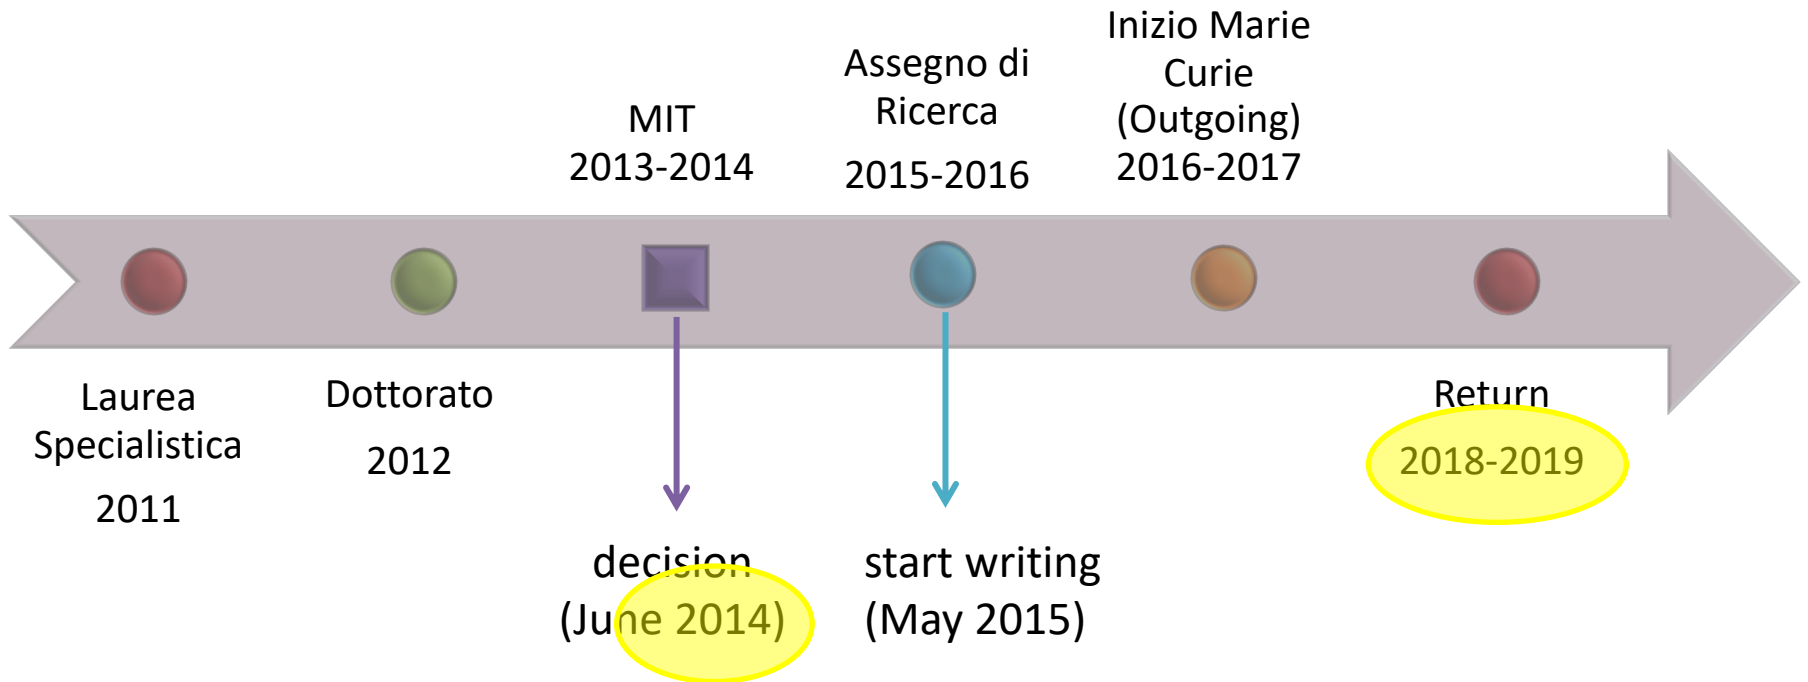 Laurea
Specialistica
2011
Dottorato
2012
MIT
2013-2014
decision
(June 2014)
Assegno di
Ricerca
2015-2016
start writing
(May 2015)
Inizio Marie
Curie
(Outgoing)
2016-2017
Return
2018-2019